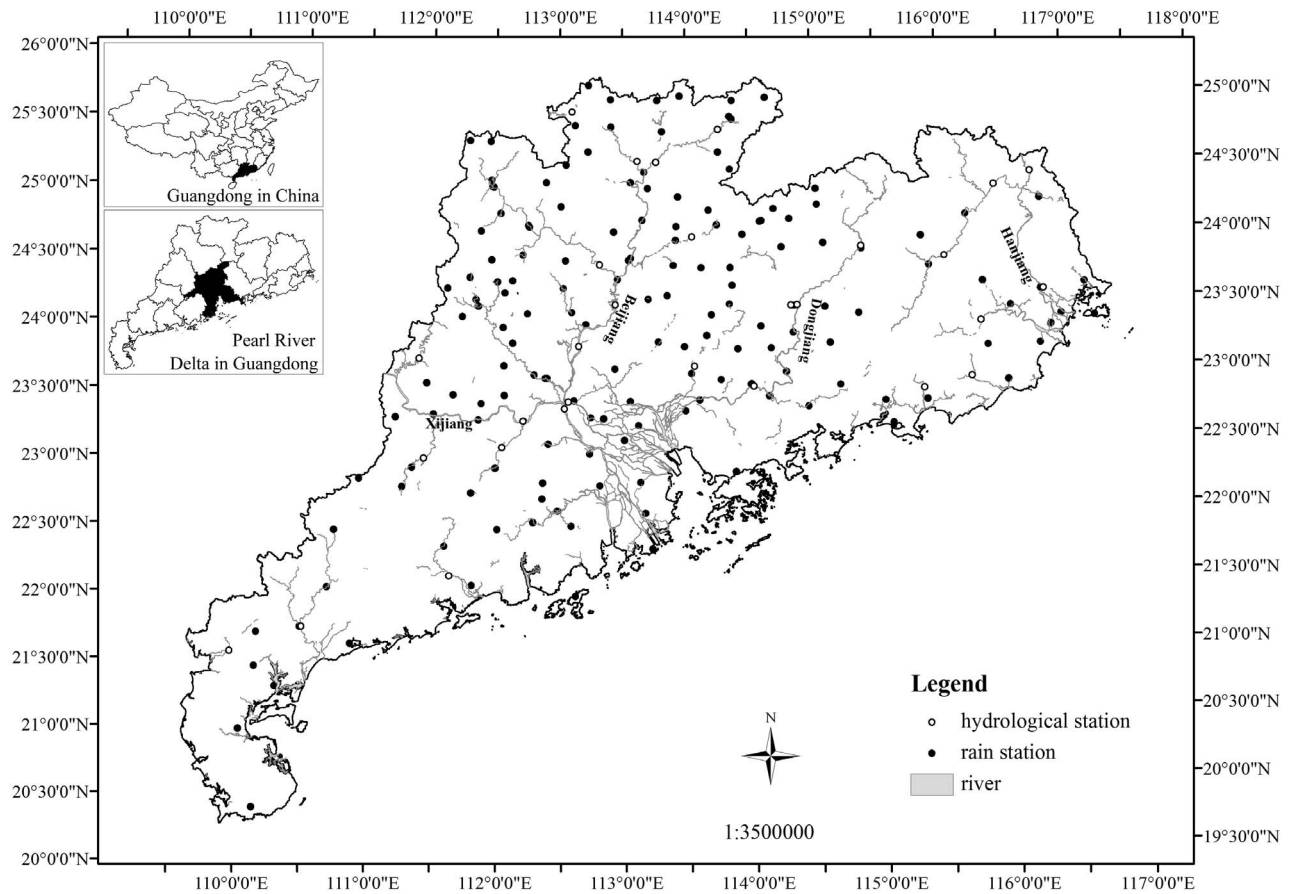 110°0'0"E 111°0'0"E 112°0'0"E 113°0'0"E 114°0'0"E 115°0'0"E 116°0'0"E 117°0'0"E 118°0'0"E
26°0'0"N
25°30'0"N
25°0'0"N
24°30'0"N
24°0'0"N
23°30'0"N
23°0'0"N
22°30'0"N
22°0'0"N
21°30'0"N
21°0'0"N
20°30'0"N
20°0'0"N
Guangdong in China
Pearl River
Delta in Guangdong
Beijiang
Dongjiang
Hanjiang
Xijiang
Legend
hydrological station
rain station
river
N
1:3500000
25°0'0"N
24°30'0"N
24°0'0"N
23°30'0"N
23°0'0"N
22°30'0"N
22°0'0"N
21°30'0"N
21°0'0"N
20°30'0"N
20°0'0"N
19°30'0"N
110°0'0"E 111°0'0"E 112°0'0"E 113°0'0"E 114°0'0"E 115°0'0"E 116°0'0"E 117°0'0"E